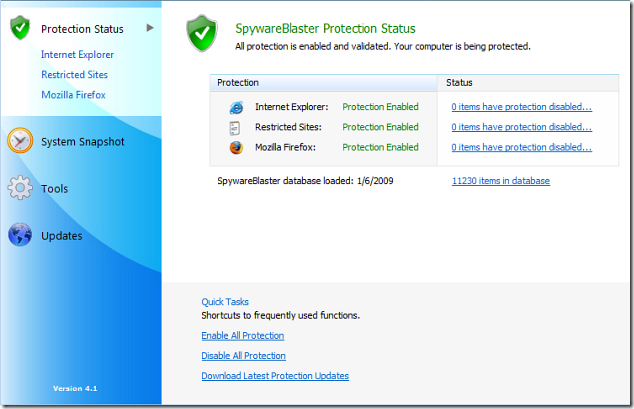 Protection Status
Internet Explorer
Restricted Sites
Mozilla Firefox
System Snapshot
Tools
Updates
Version 4.1
SpywareBlaster Protection Status
All protection is enabled and validated. Your computer is being protected.
Protection Status
Internet Explorer: Protection Enabled 0 items have protection disabled...
Restricted Sites: Protection Enabled 0 items have protection disabled...
Mozilla Firefox: Protection Enabled 0 items have protection disabled...
SpywareBlaster database loaded: 1/6/2009 11230 items in database
Quick Tasks
Shortcuts to frequently used functions.
Enable All Protection
Disable All Protection
Download Latest Protection Updates